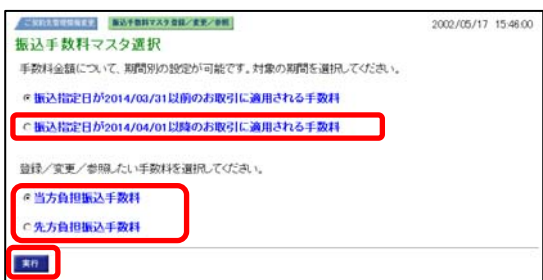 ご契約先管理情報変更 振込手数料マスタ登録/変更/参照 2002/05/17 15:46:00
振込手数料マスタ選択
手数料金額について、期間別の設定が可能です。対象の期間を選択してください。
振込指定日が2014/03/31以前のお取引に適用される手数料
振込指定日が2014/04/01以降のお取引に適用される手数料
登録/変更/参照したい手数料を選択してください。
当方負担振込手数料
先方負担振込手数料
実行